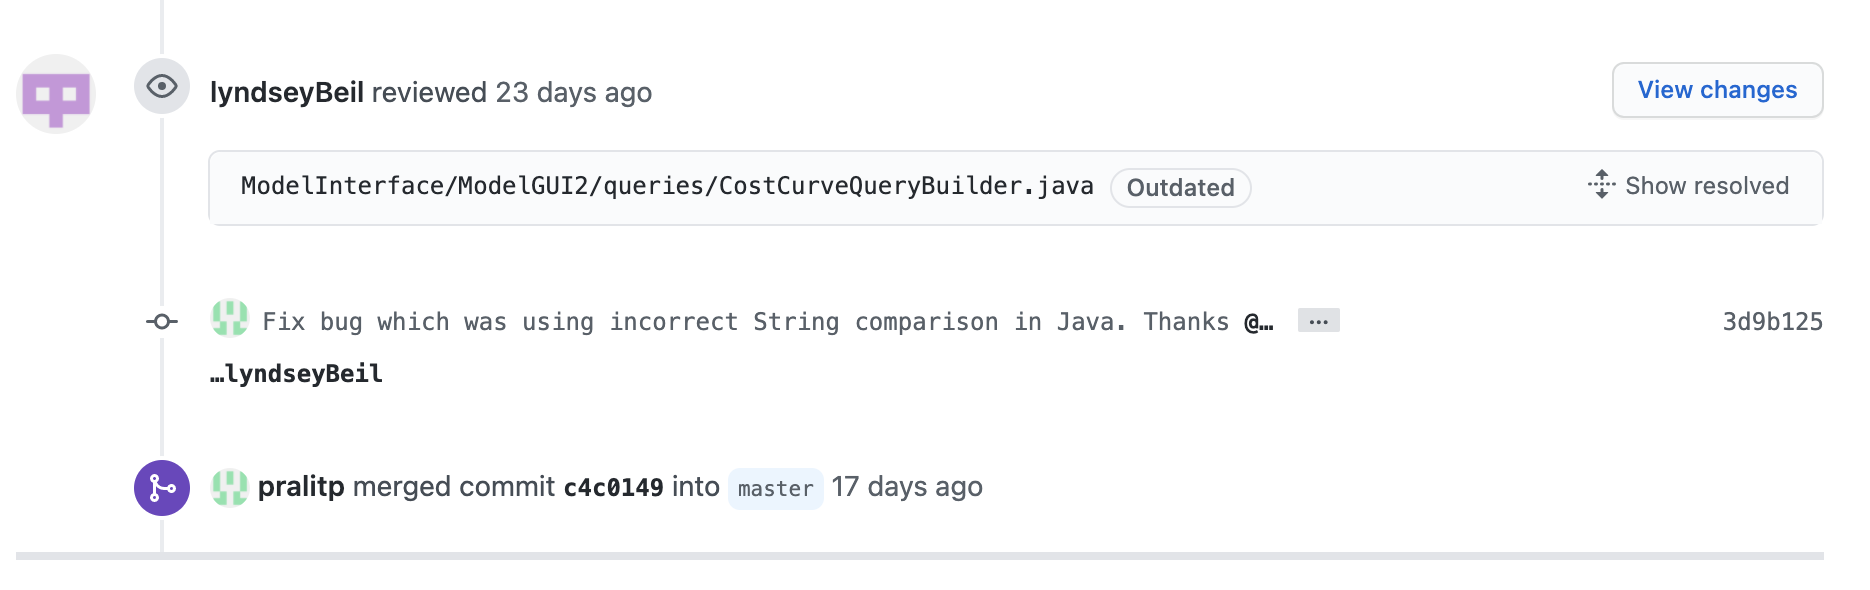 lyndseyBeil reviewed 23 days ago
View changes
ModelInterface/ModelGUI2/queries/CostCurveQueryBuilder.java Outdated
Show resolved
Fix bug which was using incorrect String comparison in Java. Thanks @… …
3d9b125
…lyndseyBeil
pralitp merged commit c4c0149 into master 17 days ago